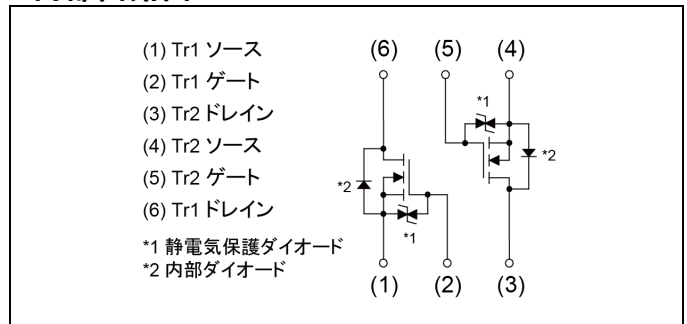 (1) Tr1 ソース
(2) Tr1 ゲート
(3) Tr2 ドレイン
(4) Tr2 ソース
(5) Tr2 ゲート
(6) Tr1 ドレイン
*1 静電気保護ダイオード
*2 内部ダイオード
(6) (5) (4)
*1
*2
*2
*1
(1) (2) (3)